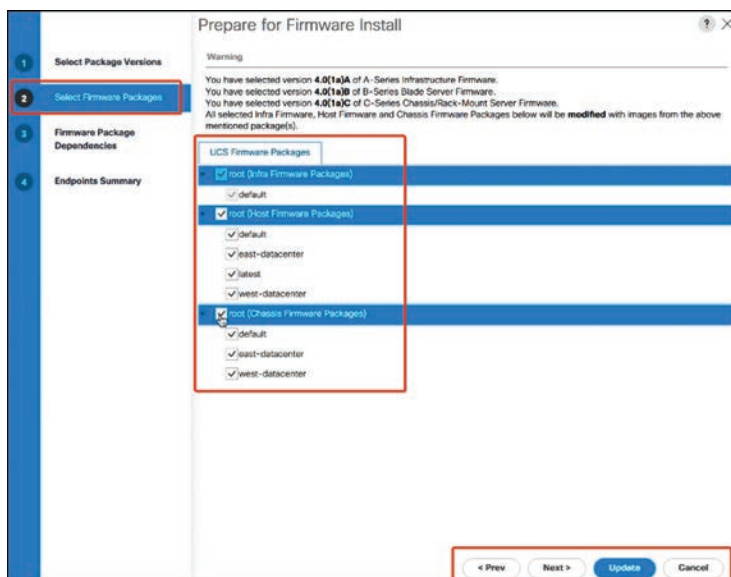 Prepare for Firmware Install
?
1 Select Package Versions
2 Select Firmware Packages
3 Firmware Package
Dependencies
4 Endpoints Summary
Warning
You have selected version 4.0(1a)A of A-Series Infrastructure Firmware.
You have selected version 4.0(1a)B of B-Series Blade Server Firmware.
You have selected version 4.0(1a)C of C-Series Chassis/Rack-Mount Server Firmware.
All selected Infra Firmware, Host Firmware and Chassis Firmware Packages below will be modified with images from the above
mentioned package(s).
UCS Firmware Packages
root (Infra Firmware Packages)
default
root (Host Firmware Packages)
default
east-datacenter
latest
west-datacenter
root (Chassis Firmware Packages)
default
east-datacenter
west-datacenter
< Prev Next > Update Cancel